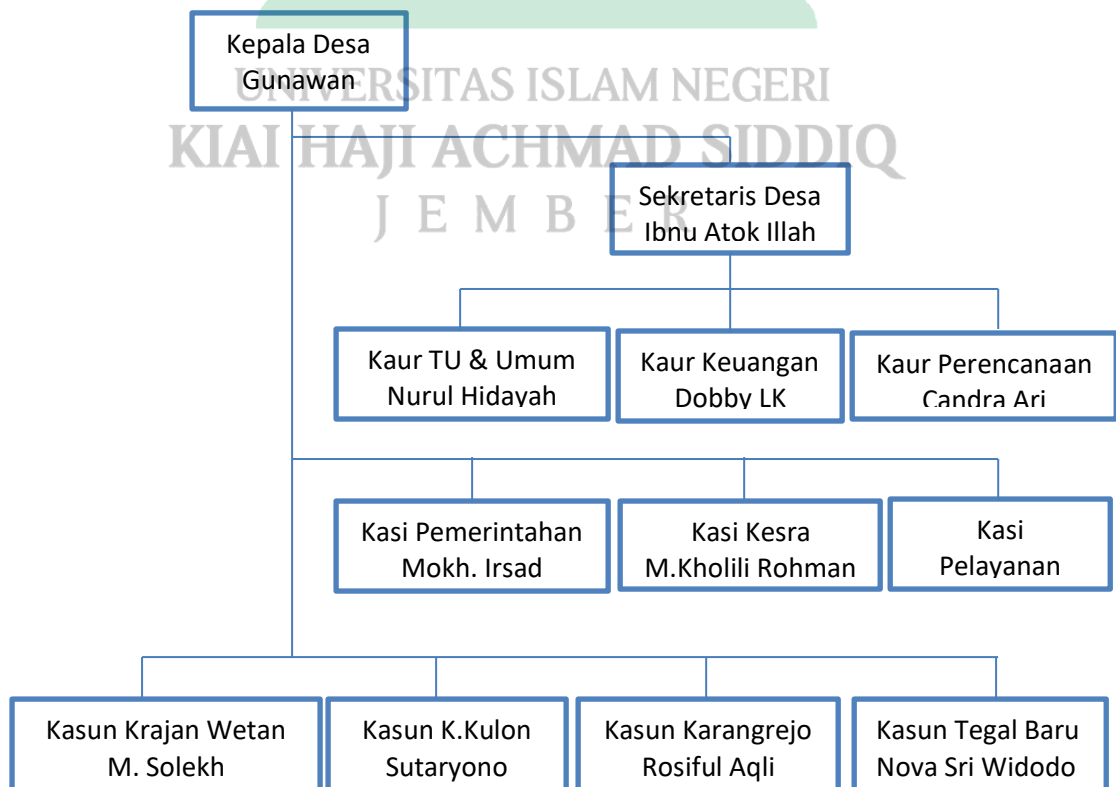 Kepala Desa
Gunawan
UNIVERSITAS ISLAM NEGERI
KIAI HAJI ACHMAD SIDDIQ
JEMBER
Sekretaris Desa
Ibnu Atok Illah
Kaur TU & Umum
Nurul Hidayah
Kaur Keuangan
Dobby LK
Kaur Perencanaan
Candra Ari
Kasi Pemerintahan
Mokh. Irsad
Kasi Kesra
M.Kholili Rohman
Kasi
Pelayanan
Kasun Krajan Wetan
M. Solekh
Kasun K.Kulon
Sutaryono
Kasun Karangrejo
Rosiful Aqli
Kasun Tegal Baru
Nova Sri Widodo